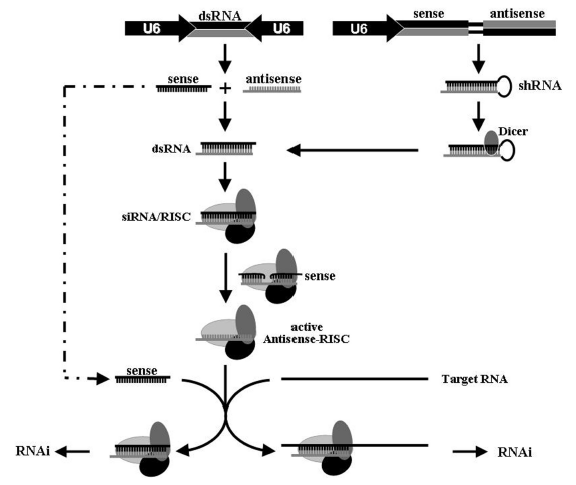 U6 dsRNA U6
U6 sense antisense
sense + antisense
shRNA
Dicer
dsRNA
siRNA/RISC
sense
active
Antisense-RISC
sense
Target RNA
RNAi
RNAi